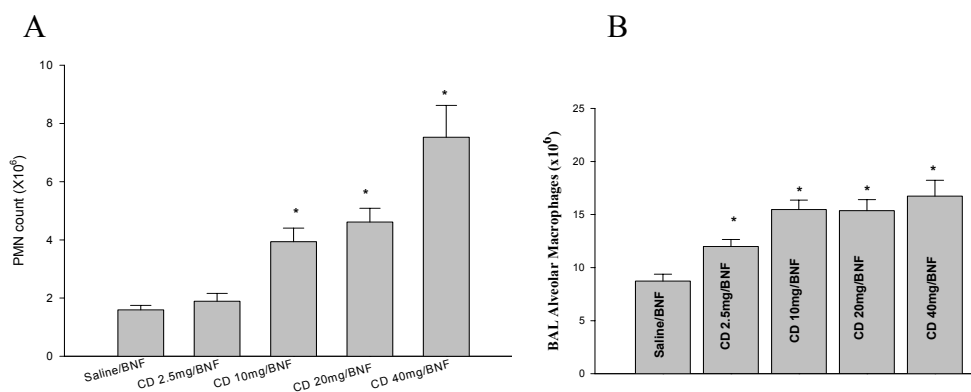 A
PMN count (X10⁶)
10
8
6
4
2
0
*
*
*
Saline/BNF
CD 2.5mg/BNF
CD 10mg/BNF
CD 20mg/BNF
CD 40mg/BNF
B
BAL Alveolar Macrophages (x10⁶)
25
20
15
10
5
0
*
*
*
*
Saline/BNF
CD 2.5mg/BNF
CD 10mg/BNF
CD 20mg/BNF
CD 40mg/BNF